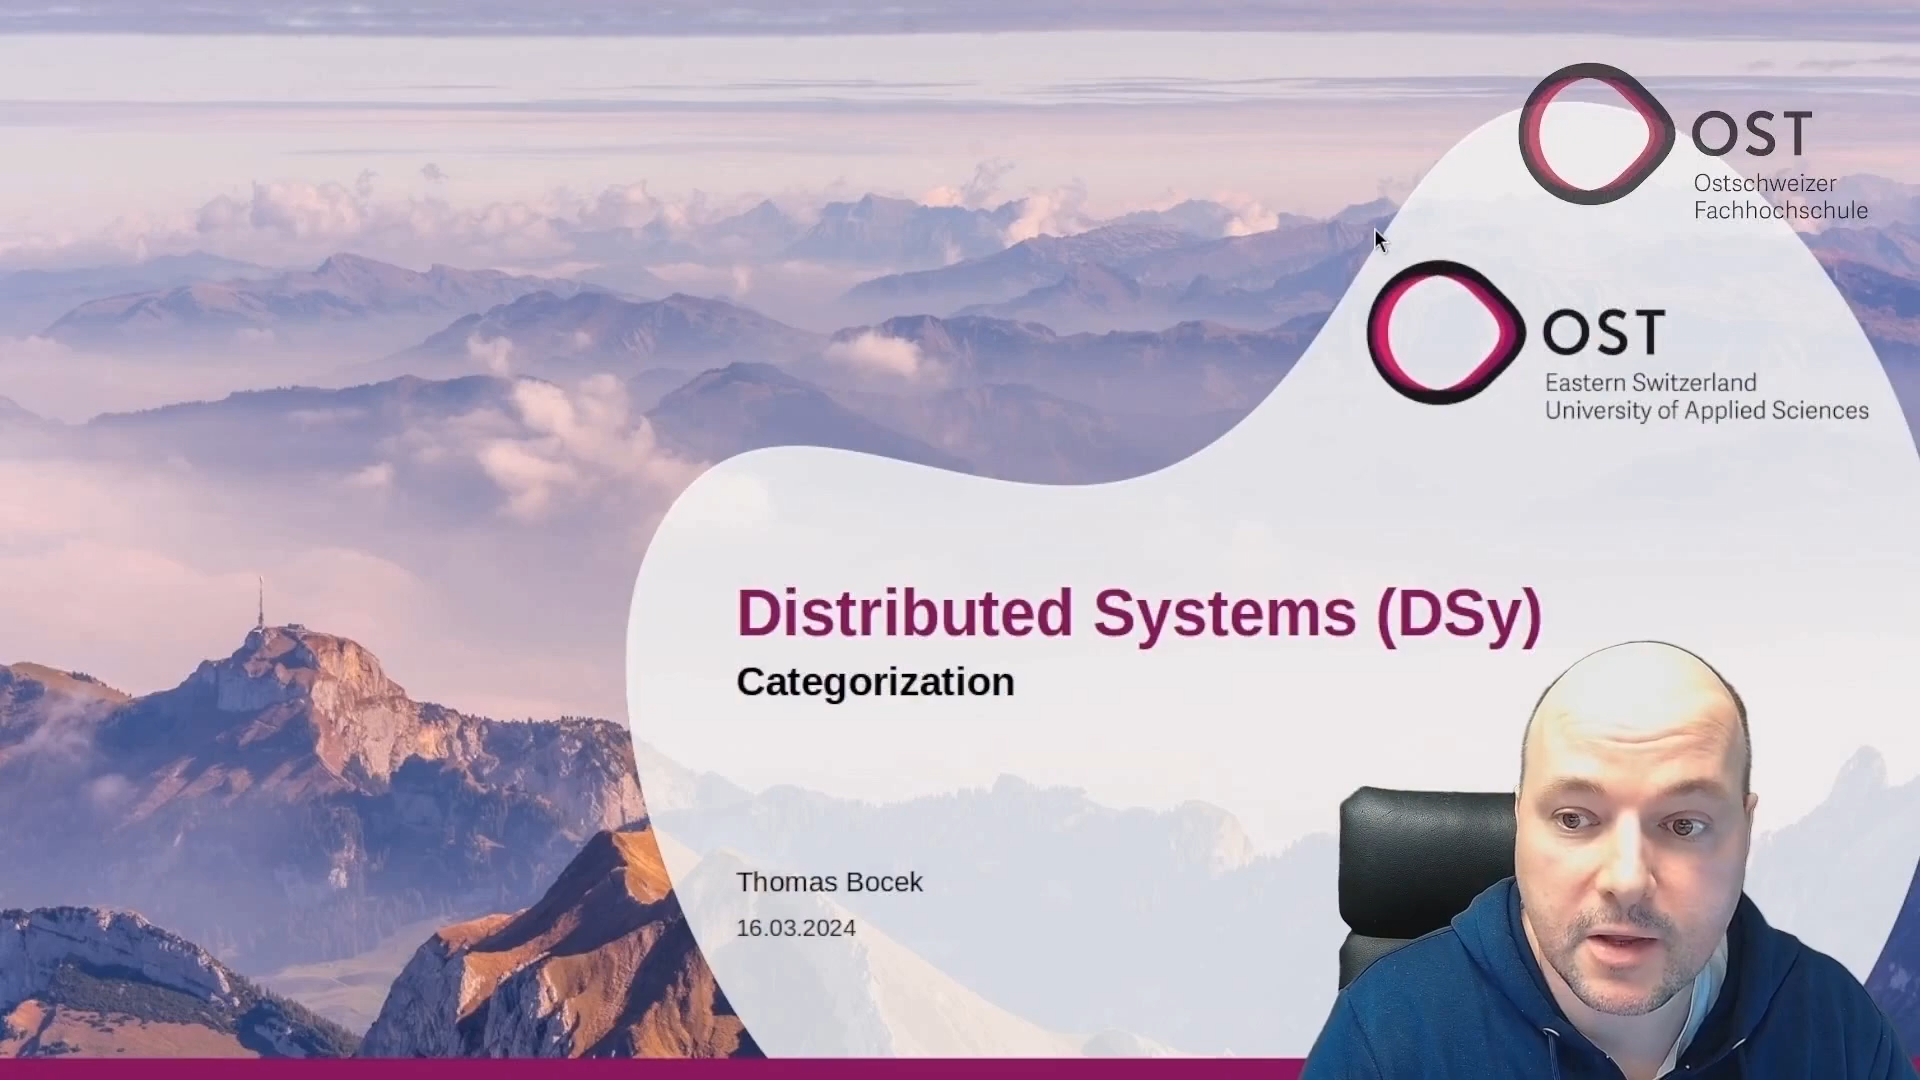 OST
Ostschweizer
Fachhochschule
OST
Eastern Switzerland
University of Applied Sciences
Distributed Systems (DSy)
Categorization
Thomas Bocek
16.03.2024